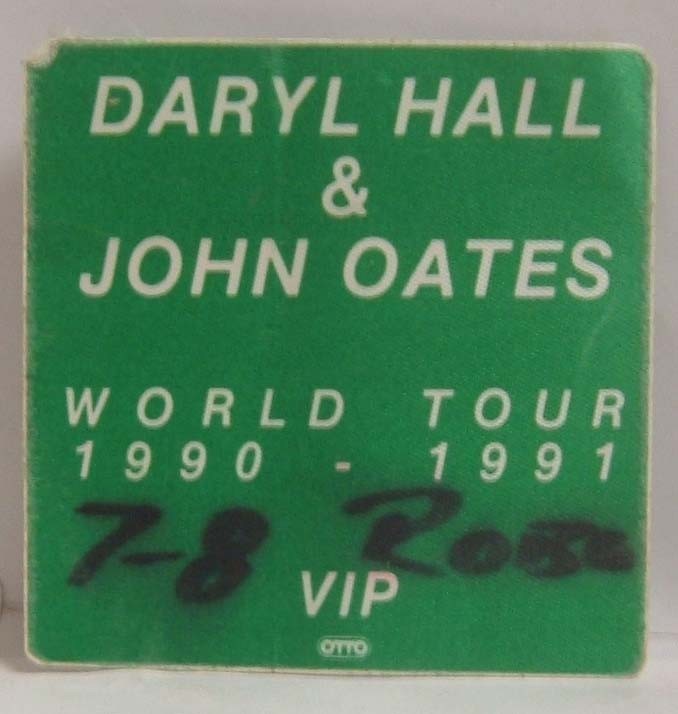 DARYL HALL
&
JOHN OATES
WORLD TOUR
1990 - 1991
7-8
VIP
OTTO